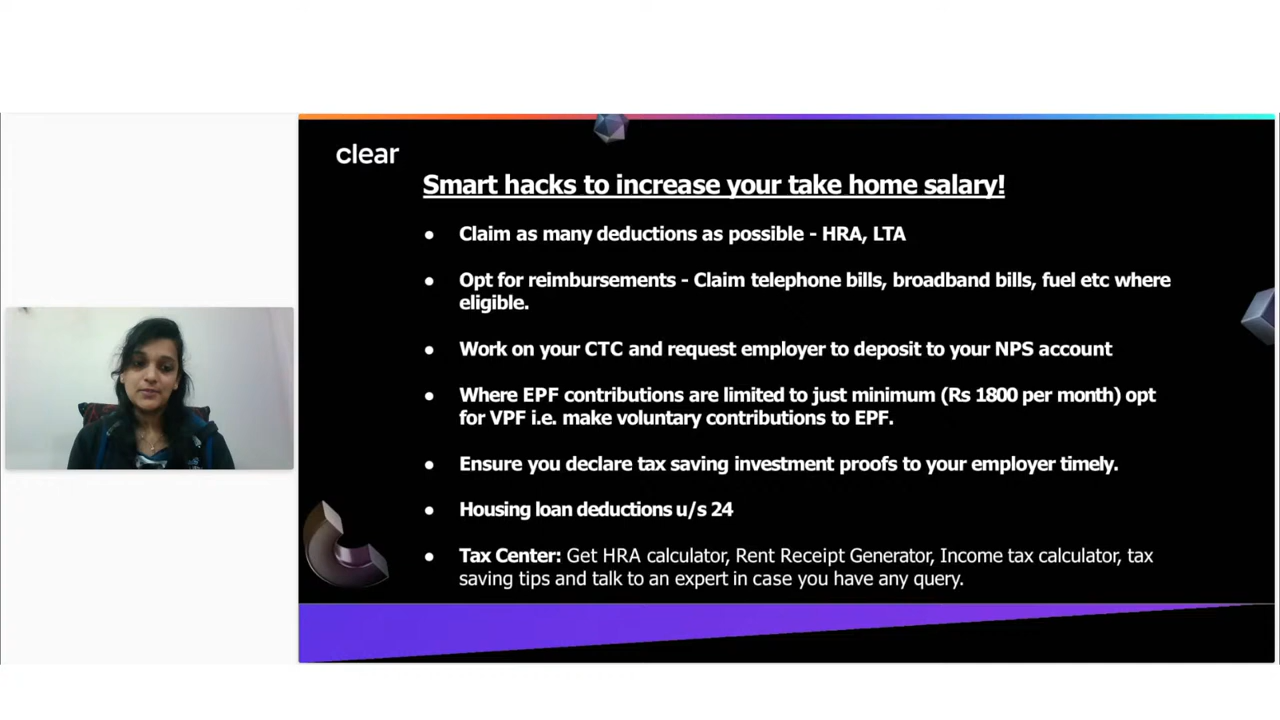 clear
Smart hacks to increase your take home salary!
● Claim as many deductions as possible - HRA, LTA
● Opt for reimbursements - Claim telephone bills, broadband bills, fuel etc where
eligible.
● Work on your CTC and request employer to deposit to your NPS account
● Where EPF contributions are limited to just minimum (Rs 1800 per month) opt
for VPF i.e. make voluntary contributions to EPF.
● Ensure you declare tax saving investment proofs to your employer timely.
● Housing loan deductions u/s 24
● Tax Center: Get HRA calculator, Rent Receipt Generator, Income tax calculator, tax
saving tips and talk to an expert in case you have any query.